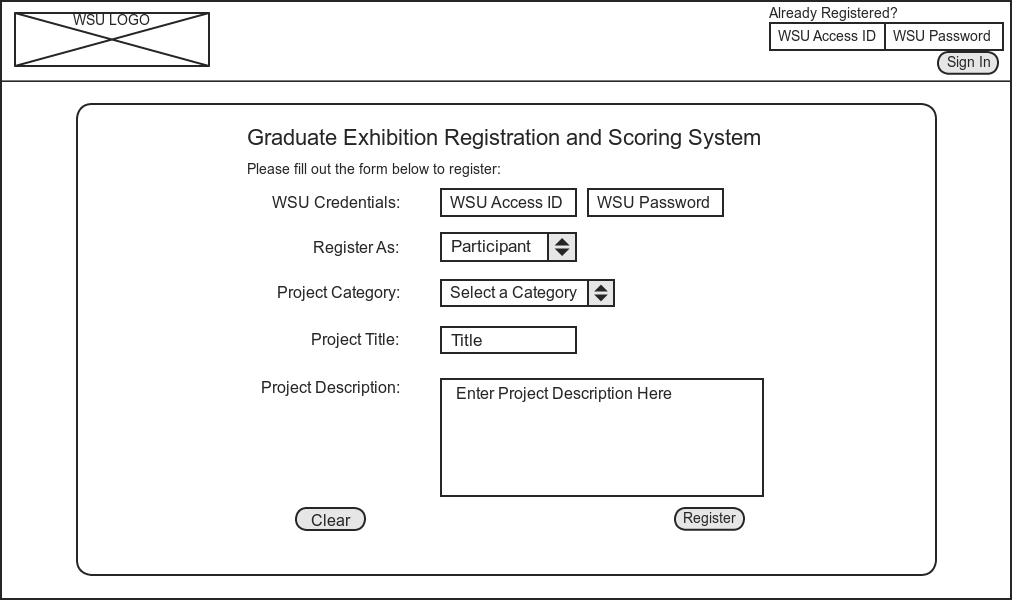 WSU LOGO
Already Registered?
WSU Access ID WSU Password
Sign In
Graduate Exhibition Registration and Scoring System
Please fill out the form below to register:
WSU Credentials: WSU Access ID WSU Password
Register As: Participant
Project Category: Select a Category
Project Title: Title
Project Description: Enter Project Description Here
Clear Register